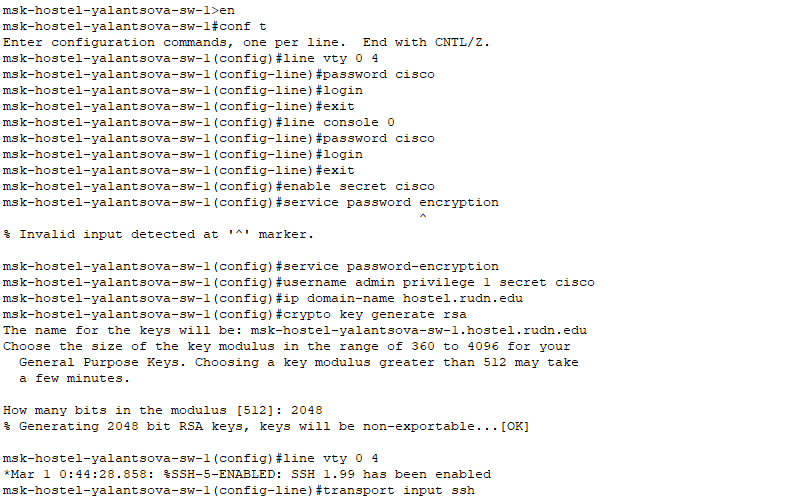 msk-hostel-yalantsova-sw-1>en
msk-hostel-yalantsova-sw-1#conf t
Enter configuration commands, one per line.  End with CNTL/Z.
msk-hostel-yalantsova-sw-1(config)#line vty 0 4
msk-hostel-yalantsova-sw-1(config-line)#password cisco
msk-hostel-yalantsova-sw-1(config-line)#login
msk-hostel-yalantsova-sw-1(config-line)#exit
msk-hostel-yalantsova-sw-1(config)#line console 0
msk-hostel-yalantsova-sw-1(config-line)#password cisco
msk-hostel-yalantsova-sw-1(config-line)#login
msk-hostel-yalantsova-sw-1(config-line)#exit
msk-hostel-yalantsova-sw-1(config)#enable secret cisco
msk-hostel-yalantsova-sw-1(config)#service password encryption
^
% Invalid input detected at '^' marker.
msk-hostel-yalantsova-sw-1(config)#service password-encryption
msk-hostel-yalantsova-sw-1(config)#username admin privilege 1 secret cisco
msk-hostel-yalantsova-sw-1(config)#ip domain-name hostel.rudn.edu
msk-hostel-yalantsova-sw-1(config)#crypto key generate rsa
The name for the keys will be: msk-hostel-yalantsova-sw-1.hostel.rudn.edu
Choose the size of the key modulus in the range of 360 to 4096 for your
General Purpose Keys. Choosing a key modulus greater than 512 may take
a few minutes.
How many bits in the modulus [512]: 2048
% Generating 2048 bit RSA keys, keys will be non-exportable...[OK]
msk-hostel-yalantsova-sw-1(config)#line vty 0 4
*Mar 1 0:44:28.858: %SSH-5-ENABLED: SSH 1.99 has been enabled
msk-hostel-yalantsova-sw-1(config-line)#transport input ssh